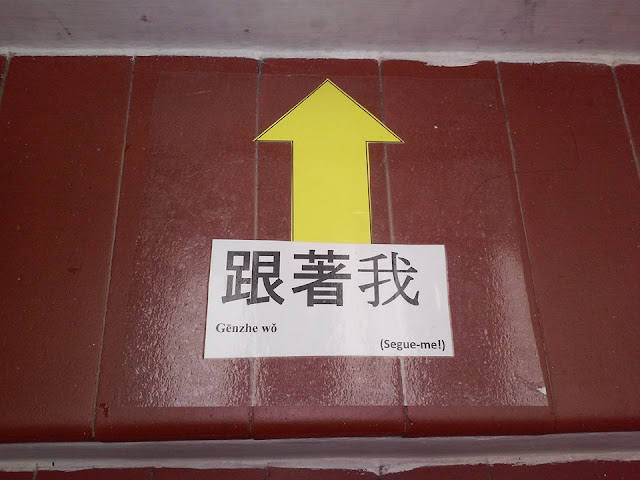 跟著我
Gēnzhe wǒ
(Segue-me!)